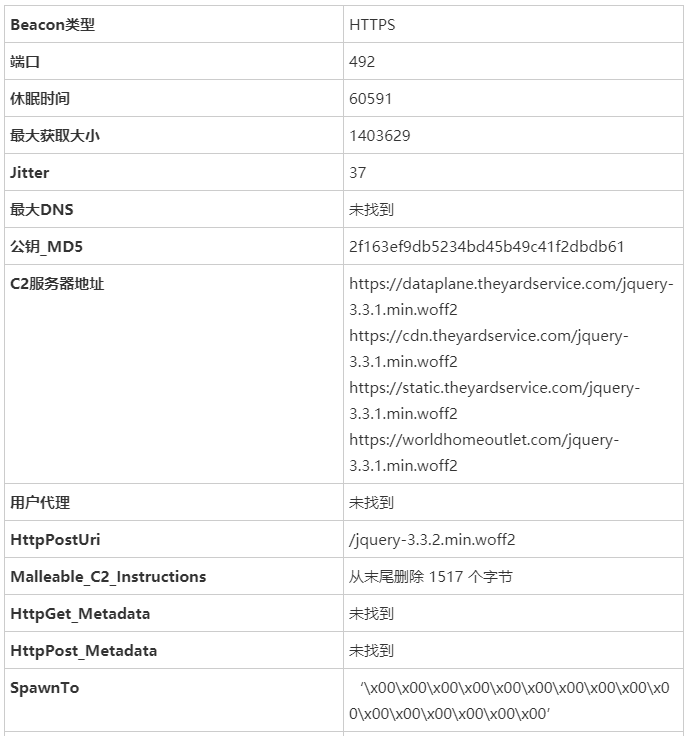 Beacon类型 HTTPS
端口 492
休眠时间 60591
最大获取大小 1403629
Jitter 37
最大DNS 未找到
公钥_MD5 2f163ef9db5234bd45b49c41f2dbdb61
C2服务器地址 https://dataplane.theyardservice.com/jquery-
3.3.1.min.woff2
https://cdn.theyardservice.com/jquery-
3.3.1.min.woff2
https://static.theyardservice.com/jquery-
3.3.1.min.woff2
https://worldhomeoutlet.com/jquery-
3.3.1.min.woff2
用户代理 未找到
HttpPostUri /jquery-3.3.2.min.woff2
Malleable_C2_Instructions 从末尾删除 1517 个字节
HttpGet_Metadata 未找到
HttpPost_Metadata 未找到
SpawnTo ‘\x00\x00\x00\x00\x00\x00\x00\x00\x00\x0
0\x00\x00\x00\x00\x00\x00’